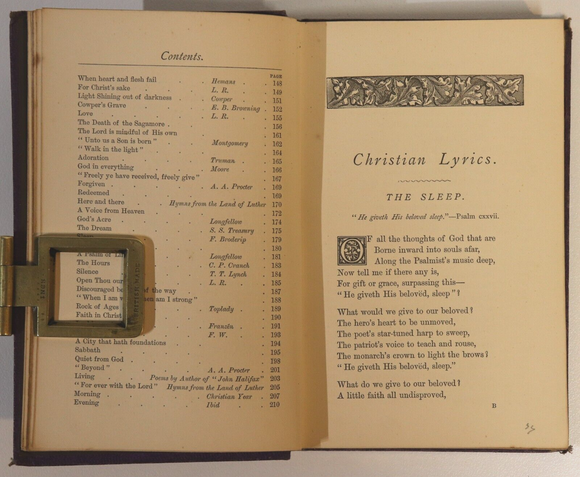 Contents.
PAGE
When heart and flesh fail . Hemans . 148
For Christ's sake . L. R. . 149
Light Shining out of darkness . Cowper . 151
Cowper's Grave . E. B. Browning . 152
Love . L. R. . 155
The Death of the Sagamore . 156
The Lord is mindful of His own . 161
" Unto us a Son is born " Montgomery . 162
" Walk in the light " . 164
Adoration . Trenran . 165
God in everything . Moore . 166
" Freely ye have received, freely give " . 167
Forgiven . A. A. Procter . 169
Redeemed . 169
Here and there . Hymns from the Land of Luther 170
A Voice from Heaven . 172
God's Acre . Longfellow . 174
The Dream . S. S. Treasury . 175
F. Broderip . 179
180
A Psalm of Longfellow . 181
The Hours C. P. Cranch . 183
Silence T. T. Lynch . 184
Open Thou our L. R. . 185
Discouraged of the way . 187
" When I am am I strong " . 188
Rock of Ages Toplady . 189
Faith in Christ . 190
Francis . 191
F. W. . 193
A City that hath foundations . 194
Sabbath . 195
Quiet from God . 198
" Beyond " . A. A. Procter . 201
Living . Poems by Author of " John Halifax" 203
" For ever with the Lord " Hymns from the Land of Luther 205
Morning . Christian Year . 207
Evening . Ibid . 210
Christian Lyrics.
THE SLEEP.
" He giveth His beloved sleep."—Psalm cxxvii.
OF all the thoughts of God that are
Borne inward into souls afar,
Along the Psalmist's music deep,
Now tell me if there any is,
For gift or grace, surpassing this—
" He giveth His belovëd, sleep"?
What would we give to our beloved?
The hero's heart to be unmoved,
The poet's star-tuned harp to sweep,
The patriot's voice to teach and rouse,
The monarch's crown to light the brows?
" He giveth His belovëd, sleep."
What do we give to our beloved?
A little faith all undisproved,
B